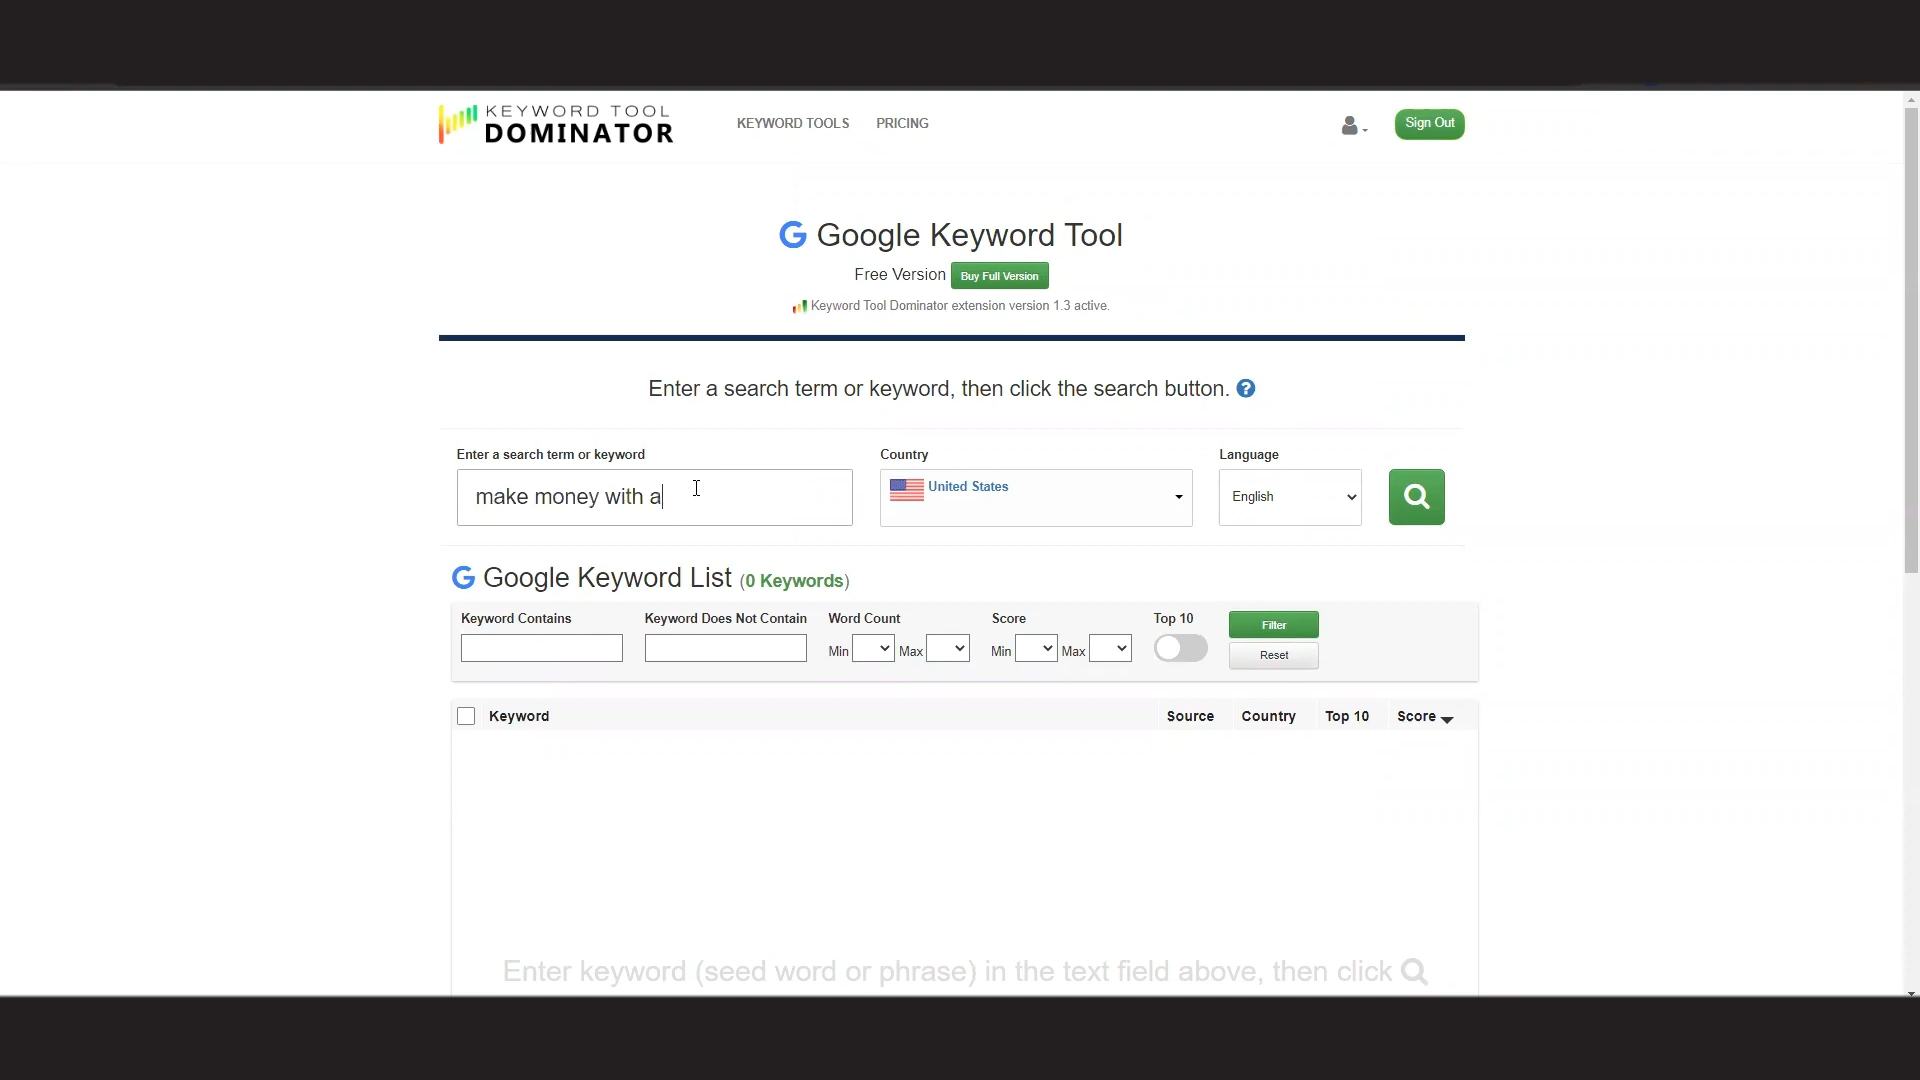 KEYWORD TOOL
DOMINATOR
KEYWORD TOOLS PRICING
Sign Out
Google Keyword Tool
Free Version Buy Full Version
Keyword Tool Dominator extension version 1.3 active.
Enter a search term or keyword, then click the search button. ?
Enter a search term or keyword Country Language
make money with a United States English
Google Keyword List (0 Keywords)
Keyword Contains Keyword Does Not Contain Word Count Score Top 10 Filter
Min Max Min Max Reset
Keyword Source Country Top 10 Score
Enter keyword (seed word or phrase) in the text field above, then click